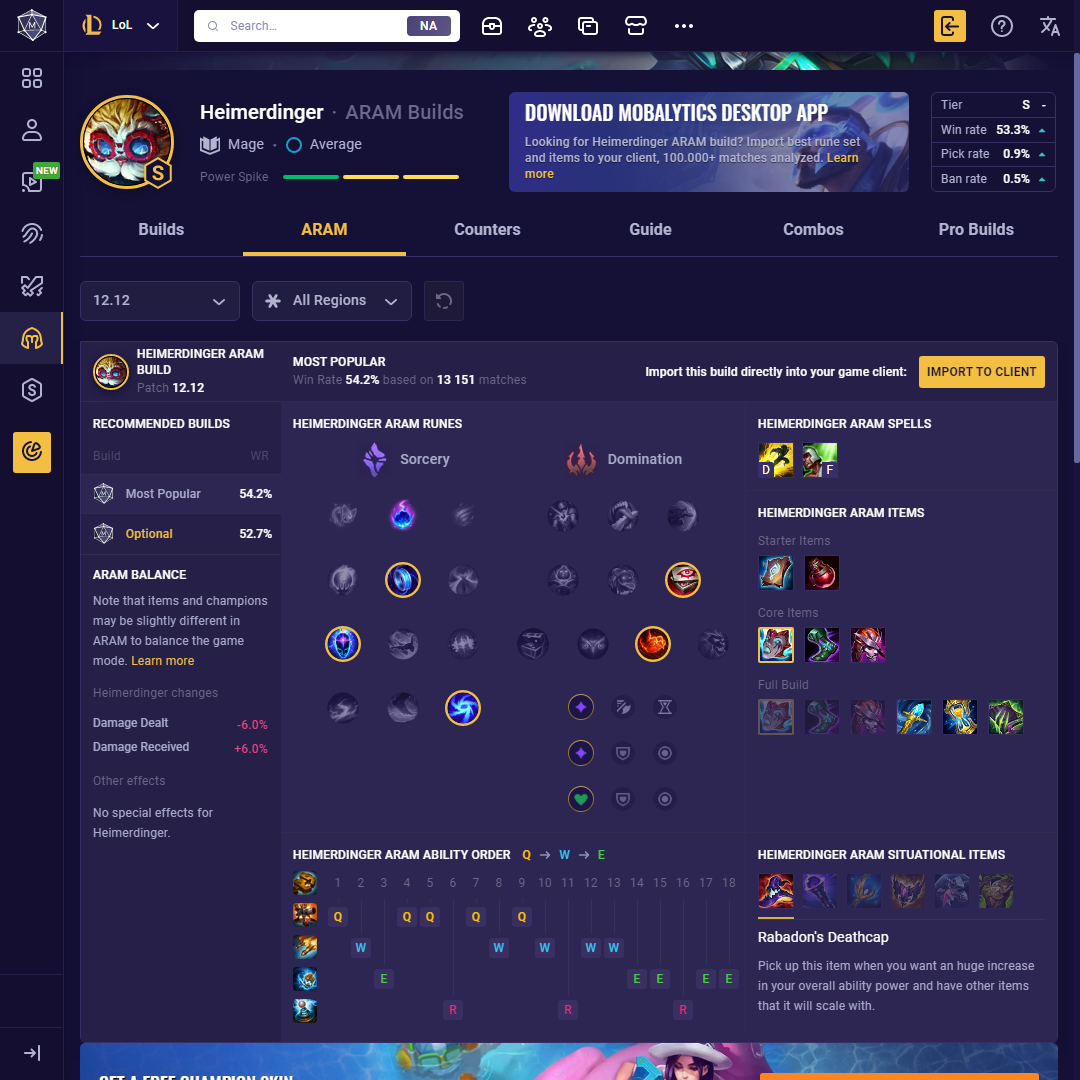 LoL
Search...
NA
NEW
Heimerdinger · ARAM Builds
Mage · Average
Power Spike
S
DOWNLOAD MOBALYTICS DESKTOP APP
Looking for Heimerdinger ARAM build? Import best rune set
and items to your client, 100.000+ matches analyzed. Learn
more
Tier S -
Win rate 53.3%
Pick rate 0.9%
Ban rate 0.5%
Builds
ARAM
Counters
Guide
Combos
Pro Builds
12.12
All Regions
HEIMERDINGER ARAM
BUILD
Patch 12.12
MOST POPULAR
Win Rate 54.2% based on 13 151 matches
Import this build directly into your game client:
IMPORT TO CLIENT
RECOMMENDED BUILDS
Build WR
Most Popular 54.2%
Optional 52.7%
ARAM BALANCE
Note that items and champions
may be slightly different in
ARAM to balance the game
mode. Learn more
Heimerdinger changes
Damage Dealt -6.0%
Damage Received +6.0%
Other effects
No special effects for
Heimerdinger.
HEIMERDINGER ARAM RUNES
Sorcery
Domination
HEIMERDINGER ARAM SPELLS
D F
HEIMERDINGER ARAM ITEMS
Starter Items
Core Items
Full Build
HEIMERDINGER ARAM ABILITY ORDER Q → W → E
1 2 3 4 5 6 7 8 9 10 11 12 13 14 15 16 17 18
Q Q Q Q Q
W W W W W
E E E E E
R R R
HEIMERDINGER ARAM SITUATIONAL ITEMS
Rabadon's Deathcap
Pick up this item when you want an huge increase
in your overall ability power and have other items
that it will scale with.
GET A FREE CHAMPION SKIN